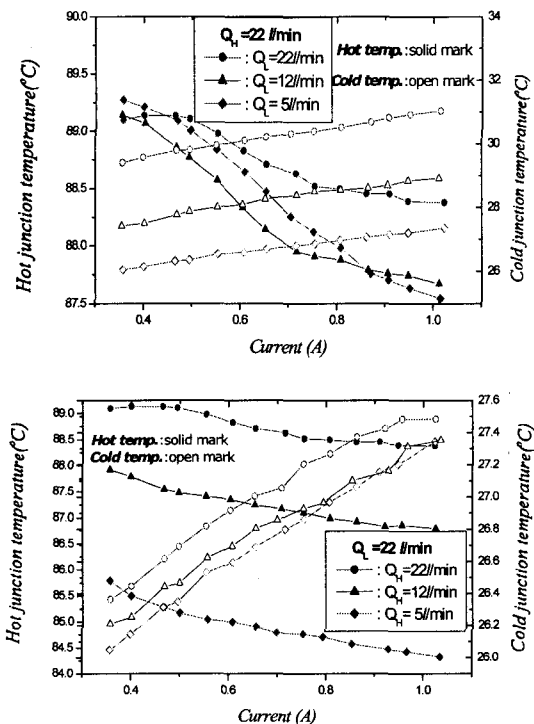 90.0
89.5
89.0
88.5
88.0
87.5
Hot junction temperature(°C)
Q_H=22 l/min
: Q_L=22l/min
: Q_L=12l/min
: Q_L= 5l/min
Hot temp.:solid mark
Cold temp.:open mark
34
32
30
28
26
Cold junction temperature(°C)
0.4
0.6
0.8
1.0
Current (A)
89.0
88.5
88.0
87.5
87.0
86.5
86.0
85.5
85.0
84.5
84.0
Hot junction temperature(°C)
Hot temp.:solid mark
Cold temp.:open mark
Q_L=22 l/min
: Q_H=22l/min
: Q_H=12l/min
: Q_H= 5l/min
27.6
27.4
27.2
27.0
26.8
26.6
26.4
26.2
26.0
Cold junction temperature(°C)
0.4
0.5
0.6
0.7
0.8
0.9
1.0
Current (A)